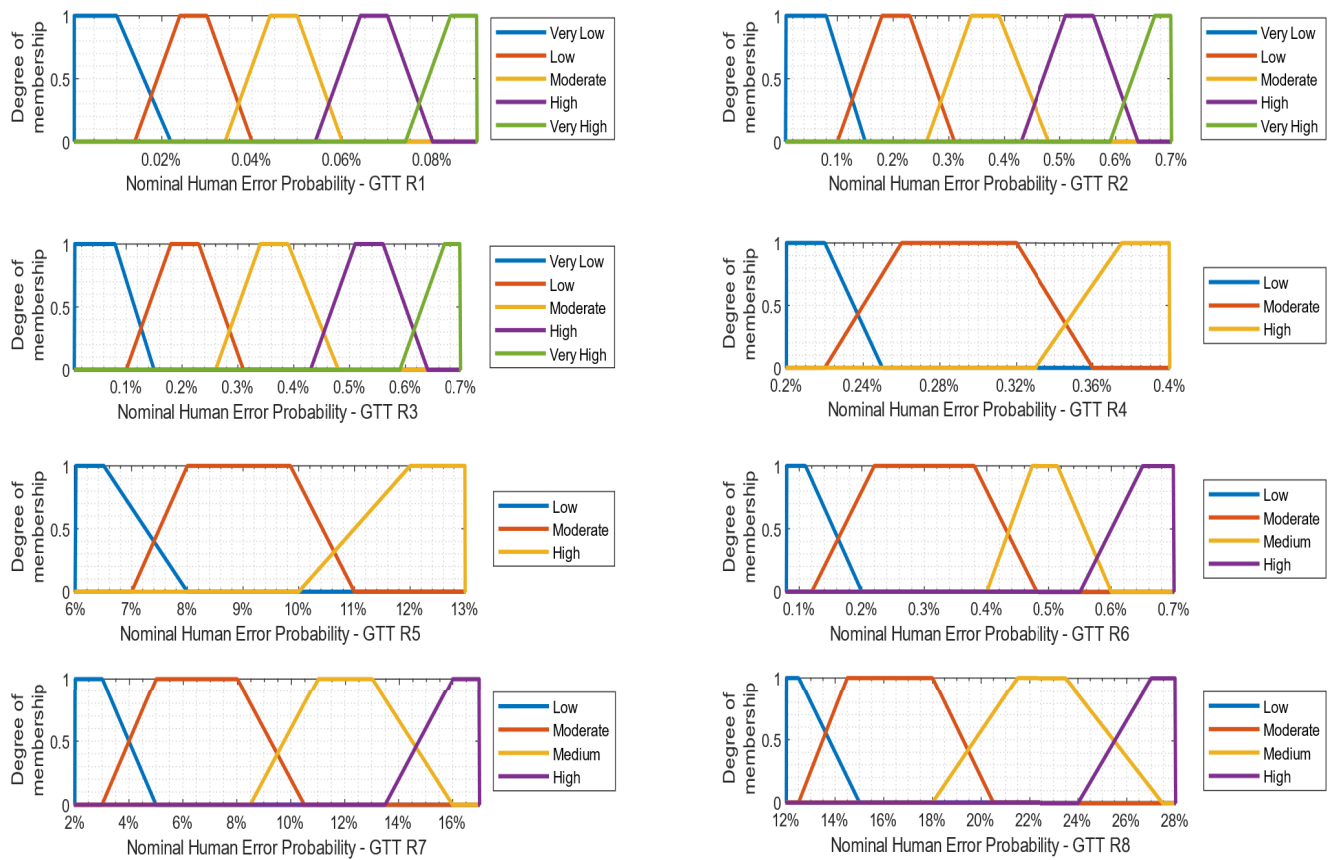 Degree of
membership
1
0.5
0
0.02%
0.04%
0.06%
0.08%
Nominal Human Error Probability - GTT R1
Very Low
Low
Moderate
High
Very High
Degree of
membership
1
0.5
0
0.1%
0.2%
0.3%
0.4%
0.5%
0.6%
0.7%
Nominal Human Error Probability - GTT R2
Very Low
Low
Moderate
High
Very High
Degree of
membership
1
0.5
0
0.1%
0.2%
0.3%
0.4%
0.5%
0.6%
0.7%
Nominal Human Error Probability - GTT R3
Very Low
Low
Moderate
High
Very High
Degree of
membership
1
0.5
0
0.2%
0.24%
0.28%
0.32%
0.36%
0.4%
Nominal Human Error Probability - GTT R4
Low
Moderate
High
Degree of
membership
1
0.5
0
6%
7%
8%
9%
10%
11%
12%
13%
Nominal Human Error Probability - GTT R5
Low
Moderate
High
Degree of
membership
1
0.5
0
0.1%
0.2%
0.3%
0.4%
0.5%
0.6%
0.7%
Nominal Human Error Probability - GTT R6
Low
Moderate
Medium
High
Degree of
membership
1
0.5
0
2%
4%
6%
8%
10%
12%
14%
16%
Nominal Human Error Probability - GTT R7
Low
Moderate
Medium
High
Degree of
membership
1
0.5
0
12%
14%
16%
18%
20%
22%
24%
26%
28%
Nominal Human Error Probability - GTT R8
Low
Moderate
Medium
High